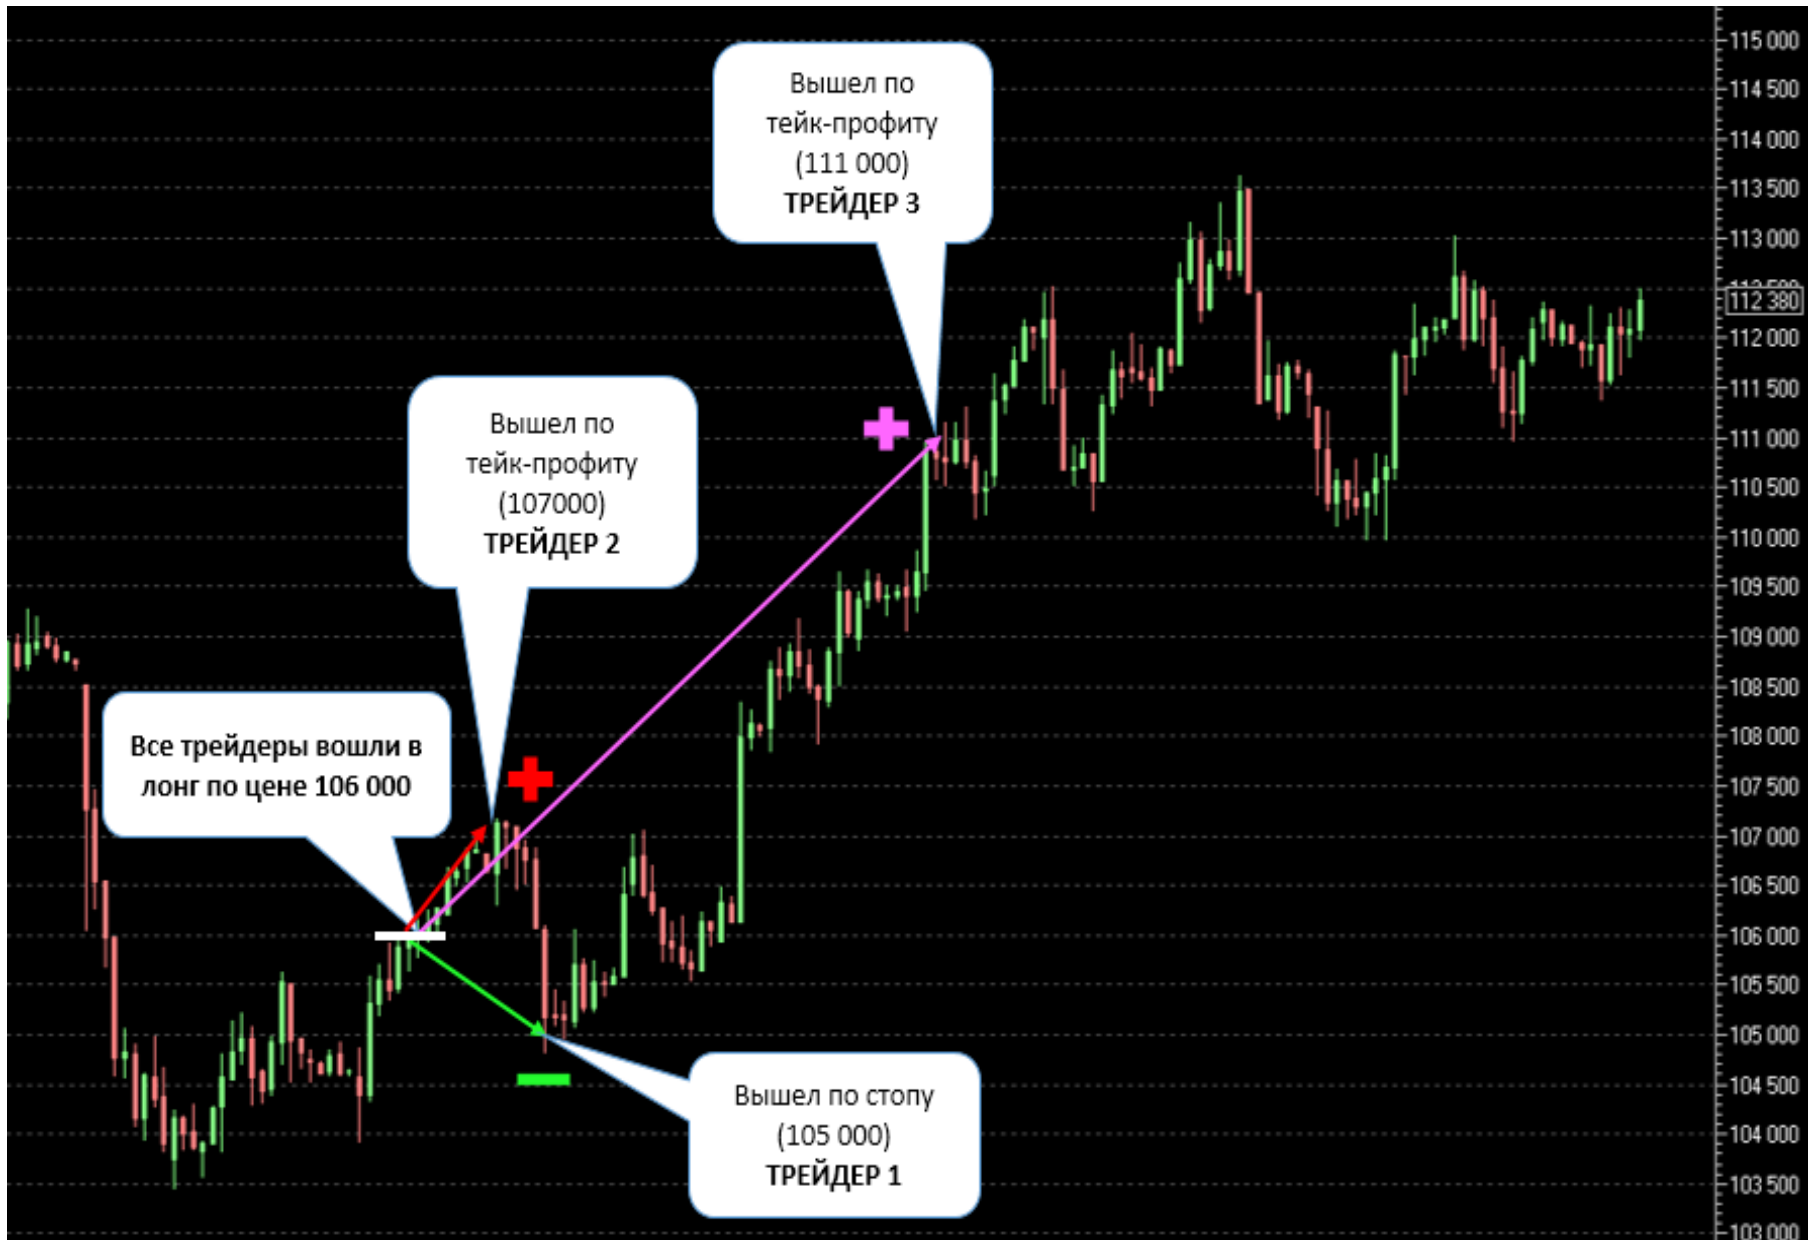 Вышел по
тейк-профиту
(111 000)
ТРЕЙДЕР 3
Вышел по
тейк-профиту
(107000)
ТРЕЙДЕР 2
Все трейдеры вошли в
лонг по цене 106 000
Вышел по стопу
(105 000)
ТРЕЙДЕР 1
115 000
114 500
114 000
113 500
113 000
112 380
112 000
111 500
111 000
110 500
110 000
109 500
109 000
108 500
108 000
107 500
107 000
106 500
106 000
105 500
105 000
104 500
104 000
103 500
103 000